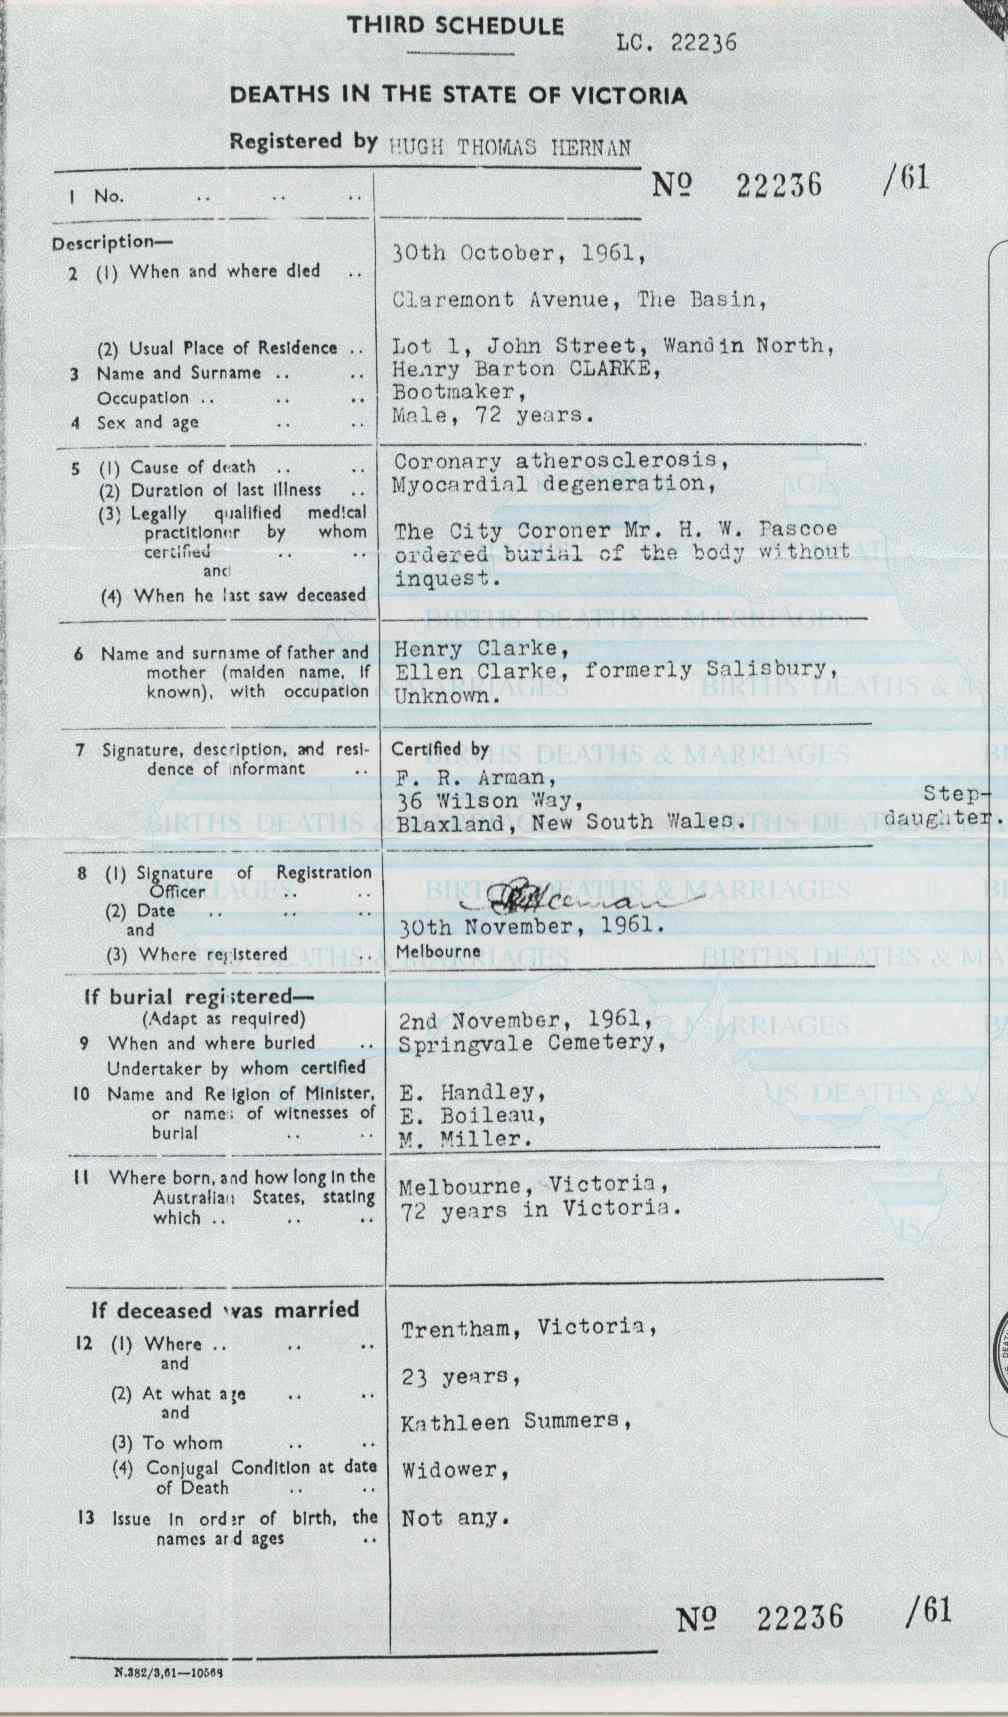 THIRD SCHEDULE
LC. 22236
DEATHS IN THE STATE OF VICTORIA
Registered by HUGH THOMAS HERNAN
1 No. .. .. ..
No 22236 /61
Description—
2 (1) When and where died ..
30th October, 1961,
Claremont Avenue, The Basin,
(2) Usual Place of Residence .. Lot 1, John Street, Wandin North,
3 Name and Surname .. .. Henry Barton CLARKE,
Occupation .. .. .. Bootmaker,
4 Sex and age .. .. Male, 72 years.
5 (1) Cause of death .. .. Coronary atherosclerosis,
(2) Duration of last Illness .. Myocardial degeneration,
(3) Legally qualified medical
practitioner by whom
certified .. ..
and
(4) When he last saw deceased
The City Coroner Mr. H. W. Pascoe
ordered burial of the body without
inquest.
6 Name and surname of father and
mother (maiden name, if
known), with occupation
Henry Clarke,
Ellen Clarke, formerly Salisbury,
Unknown.
7 Signature, description, and resi-
dence of informant ..
Certified by
F. R. Arman,
36 Wilson Way,
Blaxland, New South Wales.
Step-
daughter.
8 (1) Signature of Registration
Officer .. ..
(2) Date .. .. ..
and
(3) Where registered ..
30th November, 1961.
Melbourne
If burial registered—
(Adapt as required)
9 When and where buried ..
Undertaker by whom certified
2nd November, 1961,
Springvale Cemetery,
10 Name and Religion of Minister,
or names of witnesses of
burial .. ..
E. Handley,
E. Boileau,
M. Miller.
11 Where born, and how long in the
Australian States, stating
which .. .. ..
Melbourne, Victoria,
72 years in Victoria.
If deceased was married
12 (1) Where .. .. ..
and
(2) At what age .. ..
and
(3) To whom .. ..
(4) Conjugal Condition at date
of Death .. ..
Trentham, Victoria,
23 years,
Kathleen Summers,
Widower,
13 Issue in order of birth, the
names and ages ..
Not any.
No 22236 /61
N.382/3,61—10568
BIRTHS DEATHS & MARRIAGES